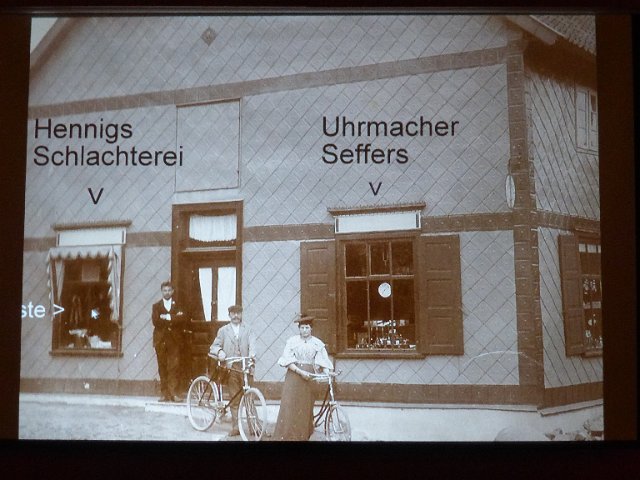 Hennigs
Schlachterei
v
Uhrmacher
Seffers
v
ste >